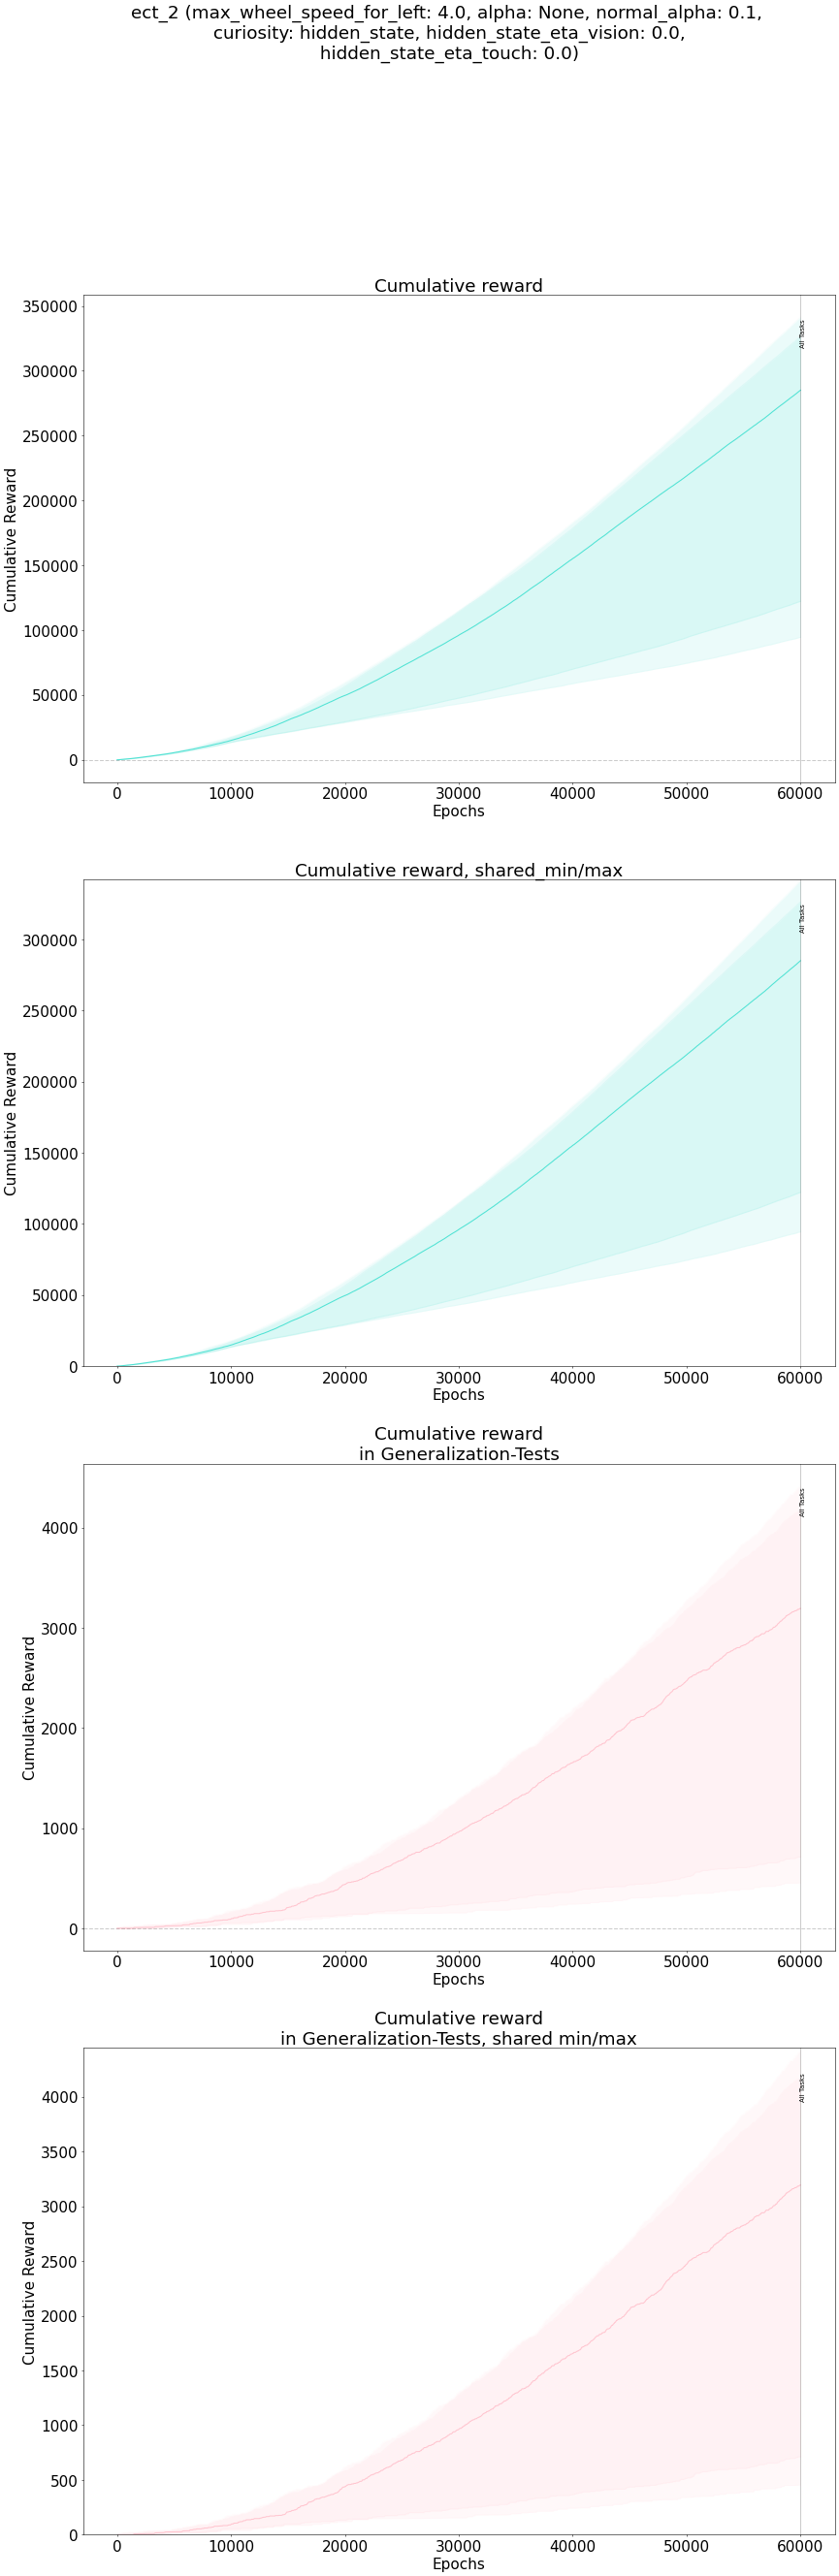 ect_2 (max_wheel_speed_for_left: 4.0, alpha: None, normal_alpha: 0.1,
curiosity: hidden_state, hidden_state_eta_vision: 0.0,
hidden_state_eta_touch: 0.0)
Cumulative reward
350000
300000
250000
200000
150000
100000
50000
0
Cumulative Reward
All Tasks
0 10000 20000 30000 40000 50000 60000
Epochs
Cumulative reward, shared_min/max
300000
250000
200000
150000
100000
50000
0
Cumulative Reward
All Tasks
0 10000 20000 30000 40000 50000 60000
Epochs
Cumulative reward
in Generalization-Tests
4000
3000
2000
1000
0
Cumulative Reward
All Tasks
0 10000 20000 30000 40000 50000 60000
Epochs
Cumulative reward
in Generalization-Tests, shared min/max
4000
3500
3000
2500
2000
1500
1000
500
0
Cumulative Reward
All Tasks
0 10000 20000 30000 40000 50000 60000
Epochs